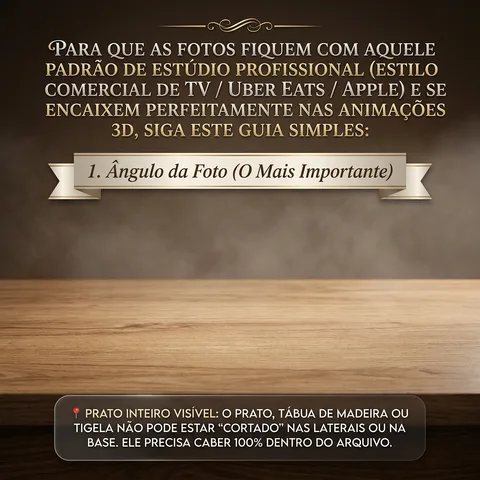 PARA QUE AS FOTOS FIQUEM COM AQUELE
PADRÃO DE ESTÚDIO PROFISSIONAL (ESTILO
COMERCIAL DE TV / UBER EATS / APPLE) E SE
ENCAIXEM PERFEITAMENTE NAS ANIMAÇÕES
3D, SIGA ESTE GUIA SIMPLES:
1. Ângulo da Foto (O Mais Importante)
📍 PRATO INTEIRO VISÍVEL: O PRATO, TÁBUA DE MADEIRA OU
TIGELA NÃO PODE ESTAR “CORTADO” NAS LATERAIS OU NA
BASE. ELE PRECISA CABER 100% DENTRO DO ARQUIVO.